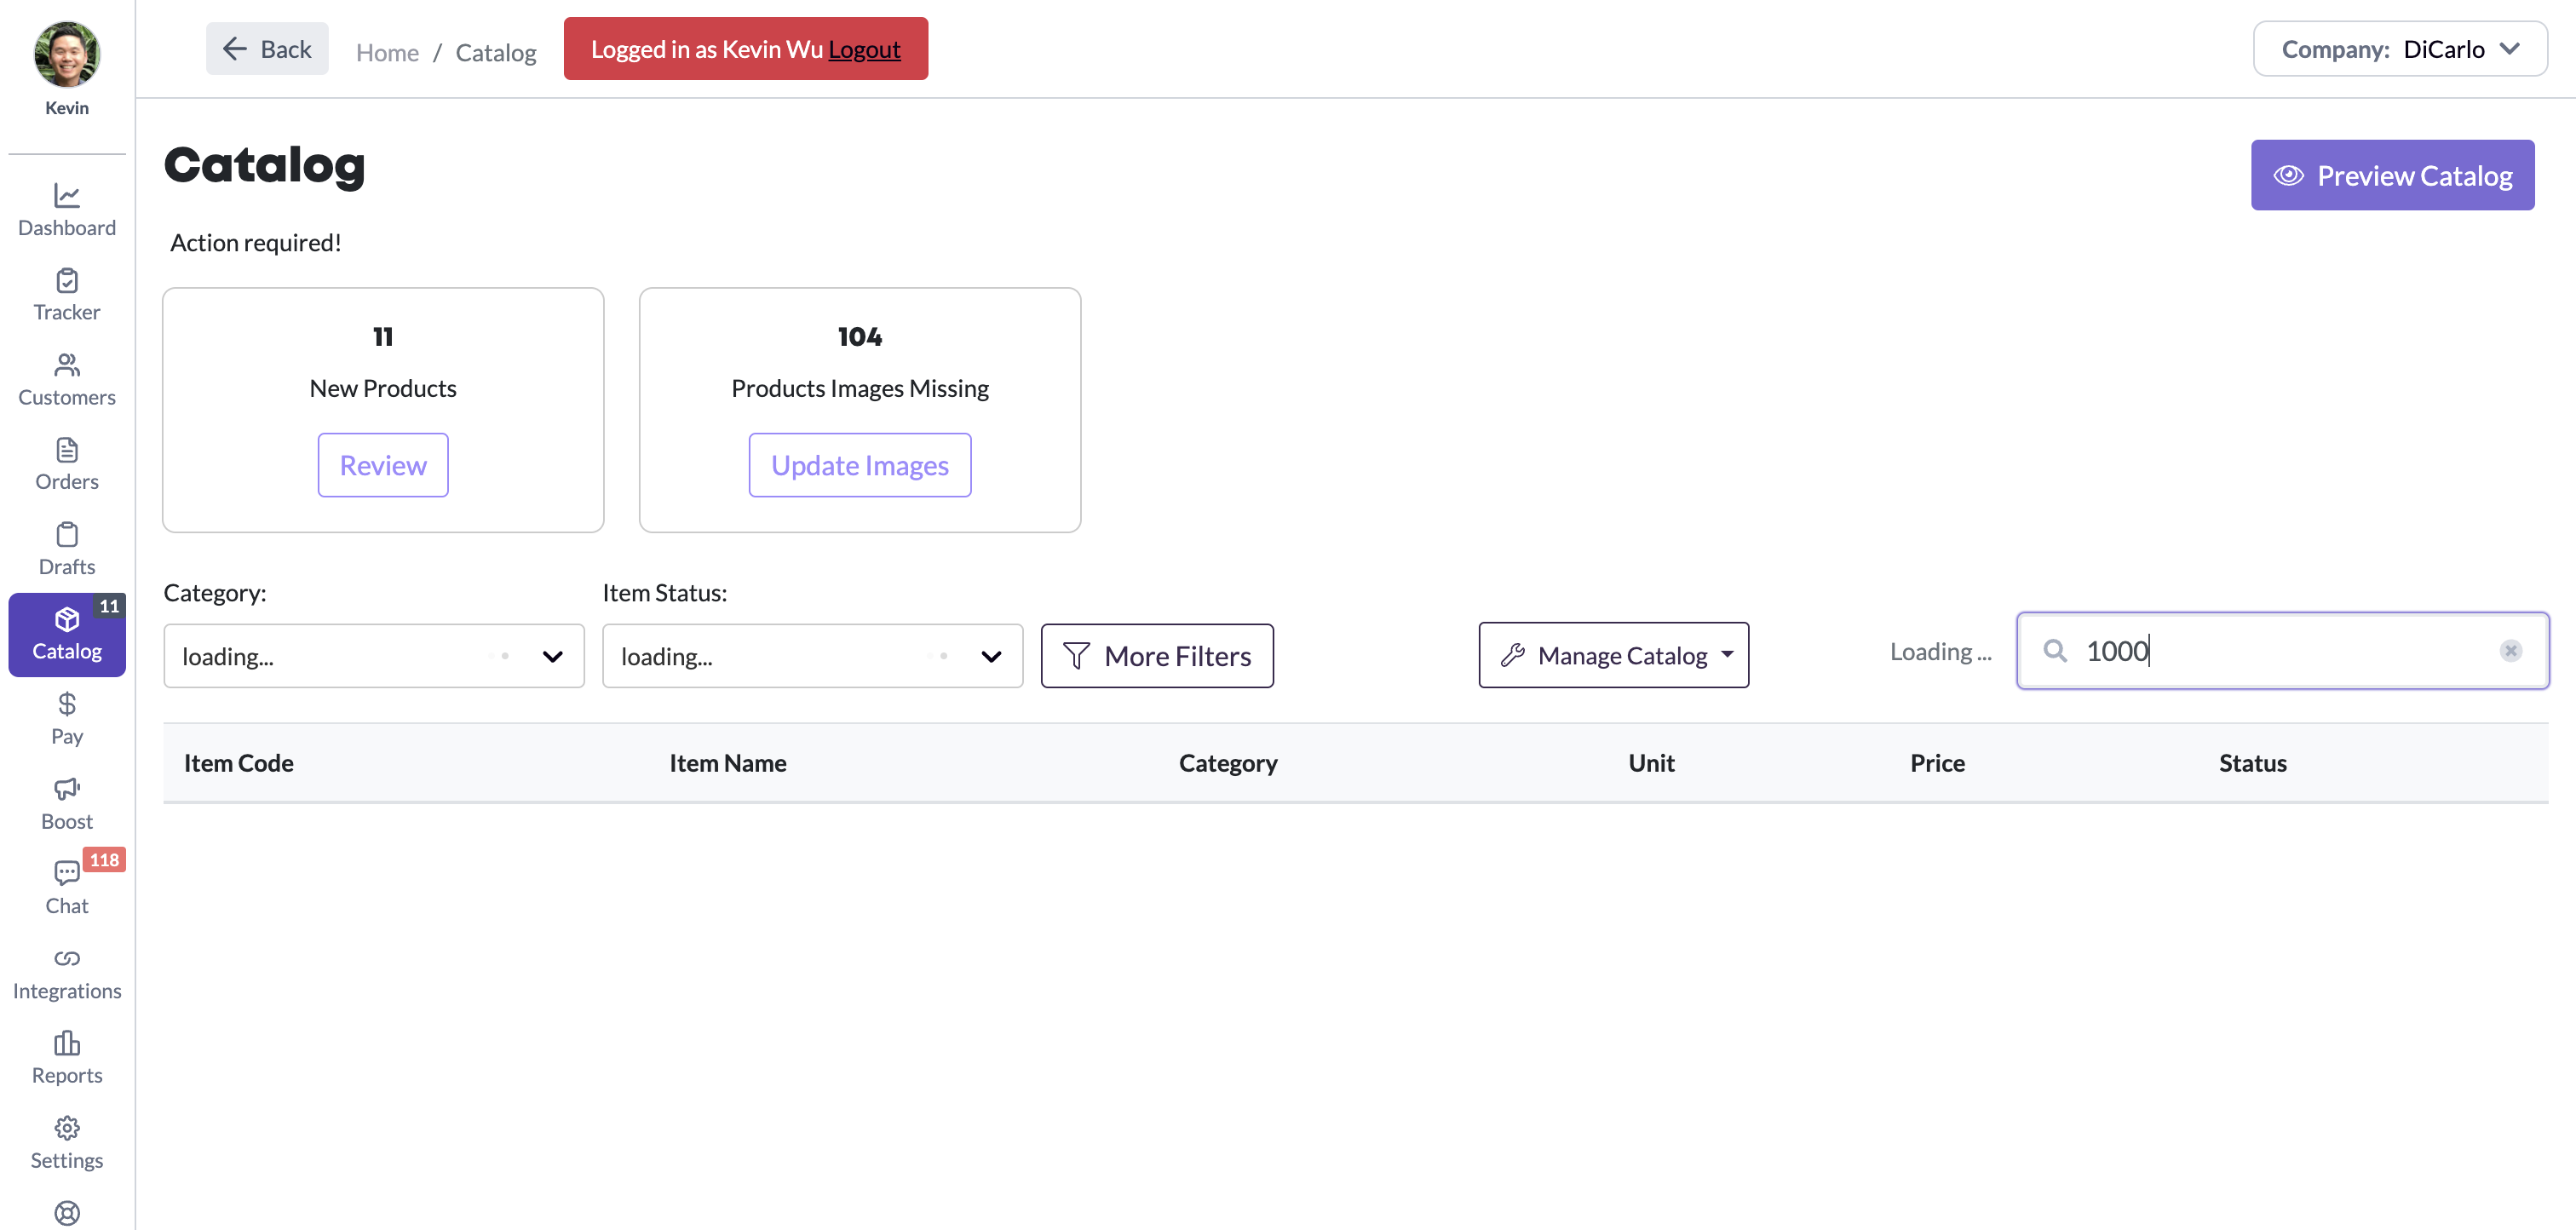 Kevin
Dashboard
Tracker
Customers
Orders
Drafts
11
Catalog
Pay
Boost
118
Chat
Integrations
Reports
Settings
Back
Home / Catalog
Logged in as Kevin Wu Logout
Company: DiCarlo
Catalog
Preview Catalog
Action required!
11
New Products
Review
104
Products Images Missing
Update Images
Category:
loading...
Item Status:
loading...
More Filters
Manage Catalog
Loading ...
1000
Item Code Item Name Category Unit Price Status